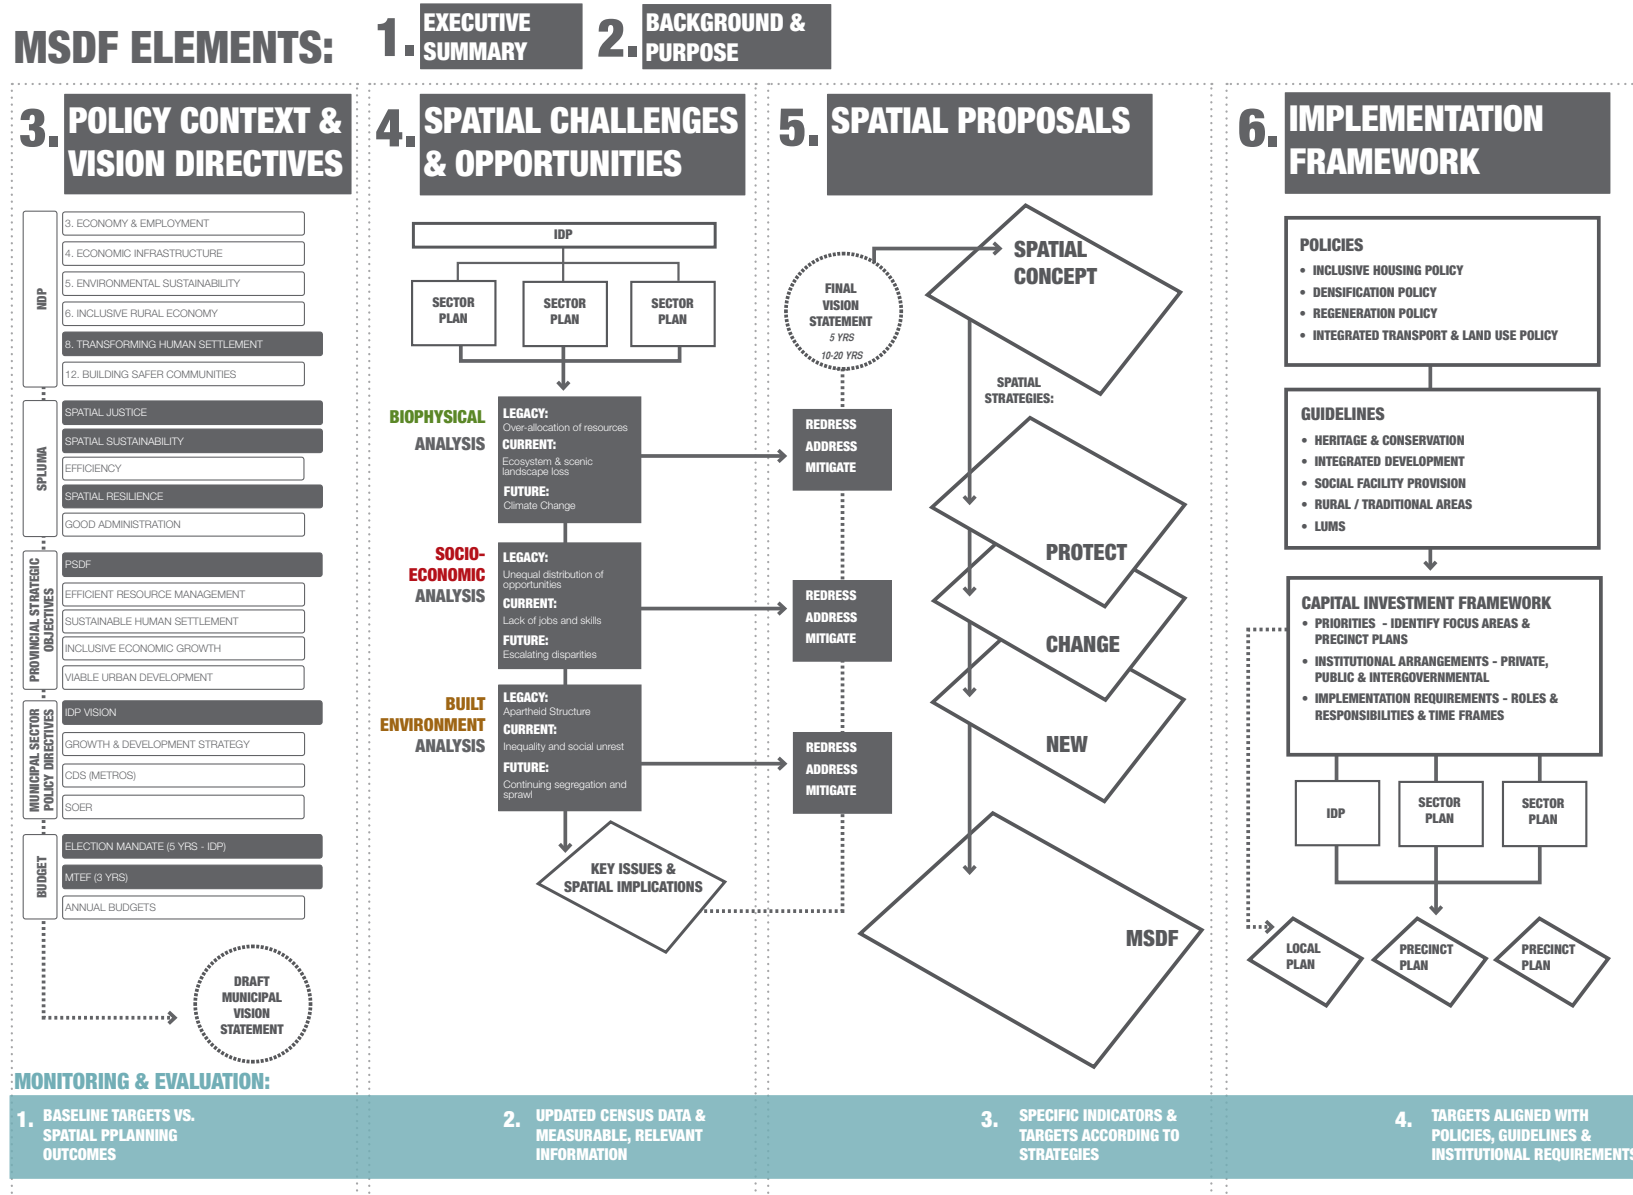 MSDF ELEMENTS:
1. EXECUTIVE
SUMMARY
2. BACKGROUND &
PURPOSE
3. POLICY CONTEXT &
VISION DIRECTIVES
NDP
3. ECONOMY & EMPLOYMENT
4. ECONOMIC INFRASTRUCTURE
5. ENVIRONMENTAL SUSTAINABILITY
6. INCLUSIVE RURAL ECONOMY
8. TRANSFORMING HUMAN SETTLEMENT
12. BUILDING SAFER COMMUNITIES
SPLUMA
SPATIAL JUSTICE
SPATIAL SUSTAINABILITY
EFFICIENCY
SPATIAL RESILIENCE
GOOD ADMINISTRATION
PROVINCIAL STRATEGIC
OBJECTIVES
PSDF
EFFICIENT RESOURCE MANAGEMENT
SUSTAINABLE HUMAN SETTLEMENT
INCLUSIVE ECONOMIC GROWTH
VIABLE URBAN DEVELOPMENT
MUNICIPAL SECTOR
POLICY DIRECTIVES
IDP VISION
GROWTH & DEVELOPMENT STRATEGY
CDS (METROS)
SOER
BUDGET
ELECTION MANDATE (5 YRS - IDP)
MTEF (3 YRS)
ANNUAL BUDGETS
DRAFT
MUNICIPAL
VISION
STATEMENT
4. SPATIAL CHALLENGES
& OPPORTUNITIES
IDP
SECTOR
PLAN
SECTOR
PLAN
SECTOR
PLAN
BIOPHYSICAL
ANALYSIS
LEGACY:
Over-allocation of resources
CURRENT:
Ecosystem & scenic
landscape loss
FUTURE:
Climate Change
SOCIO-
ECONOMIC
ANALYSIS
LEGACY:
Unequal distribution of
opportunities
CURRENT:
Lack of jobs and skills
FUTURE:
Escalating disparities
BUILT
ENVIRONMENT
ANALYSIS
LEGACY:
Apartheid Structure
CURRENT:
Inequality and social unrest
FUTURE:
Continuing segregation and
sprawl
KEY ISSUES &
SPATIAL IMPLICATIONS
5. SPATIAL PROPOSALS
FINAL
VISION
STATEMENT
5 YRS
10-20 YRS
REDRESS
ADDRESS
MITIGATE
REDRESS
ADDRESS
MITIGATE
REDRESS
ADDRESS
MITIGATE
SPATIAL
CONCEPT
SPATIAL
STRATEGIES:
PROTECT
CHANGE
NEW
MSDF
6. IMPLEMENTATION
FRAMEWORK
POLICIES
• INCLUSIVE HOUSING POLICY
• DENSIFICATION POLICY
• REGENERATION POLICY
• INTEGRATED TRANSPORT & LAND USE POLICY
GUIDELINES
• HERITAGE & CONSERVATION
• INTEGRATED DEVELOPMENT
• SOCIAL FACILITY PROVISION
• RURAL / TRADITIONAL AREAS
• LUMS
CAPITAL INVESTMENT FRAMEWORK
• PRIORITIES - IDENTIFY FOCUS AREAS &
PRECINCT PLANS
• INSTITUTIONAL ARRANGEMENTS - PRIVATE,
PUBLIC & INTERGOVERNMENTAL
• IMPLEMENTATION REQUIREMENTS - ROLES &
RESPONSIBILITIES & TIME FRAMES
IDP
SECTOR
PLAN
SECTOR
PLAN
LOCAL
PLAN
PRECINCT
PLAN
PRECINCT
PLAN
MONITORING & EVALUATION:
1. BASELINE TARGETS VS.
SPATIAL PPLANNING
OUTCOMES
2. UPDATED CENSUS DATA &
MEASURABLE, RELEVANT
INFORMATION
3. SPECIFIC INDICATORS &
TARGETS ACCORDING TO
STRATEGIES
4. TARGETS ALIGNED WITH
POLICIES, GUIDELINES &
INSTITUTIONAL REQUIREMENTS